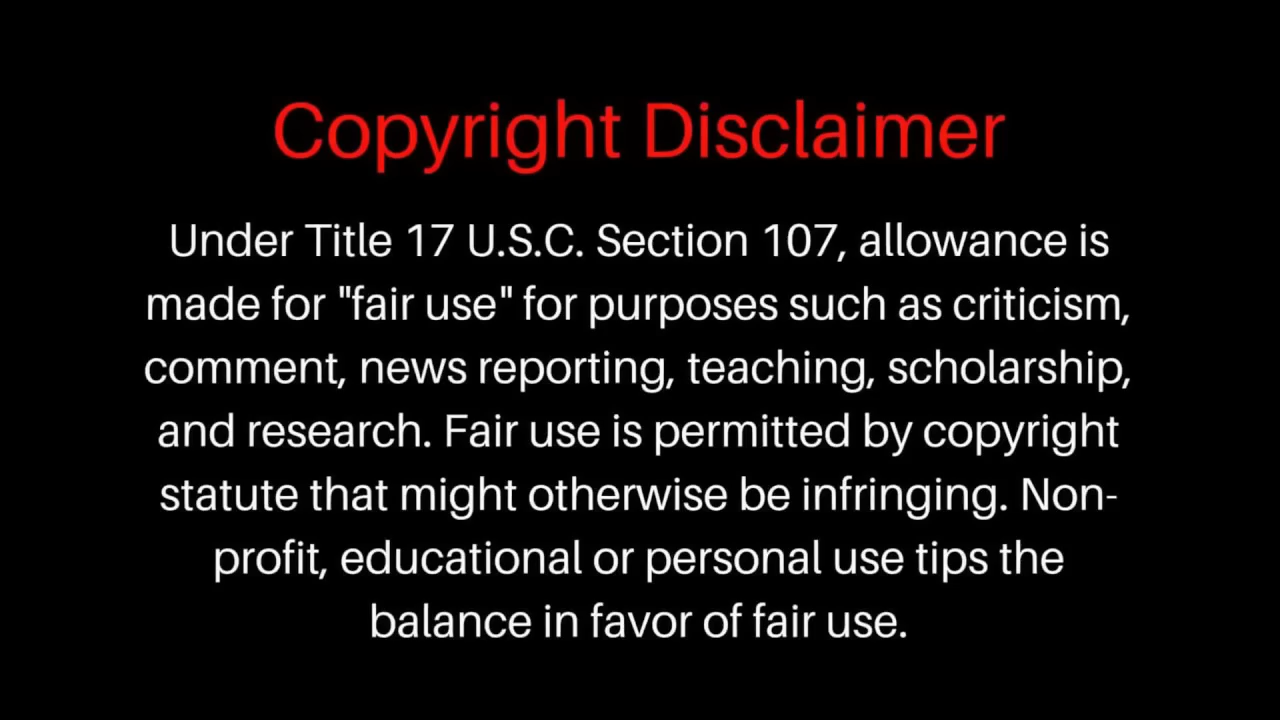 Copyright Disclaimer
Under Title 17 U.S.C. Section 107, allowance is
made for "fair use" for purposes such as criticism,
comment, news reporting, teaching, scholarship,
and research. Fair use is permitted by copyright
statute that might otherwise be infringing. Non-
profit, educational or personal use tips the
balance in favor of fair use.